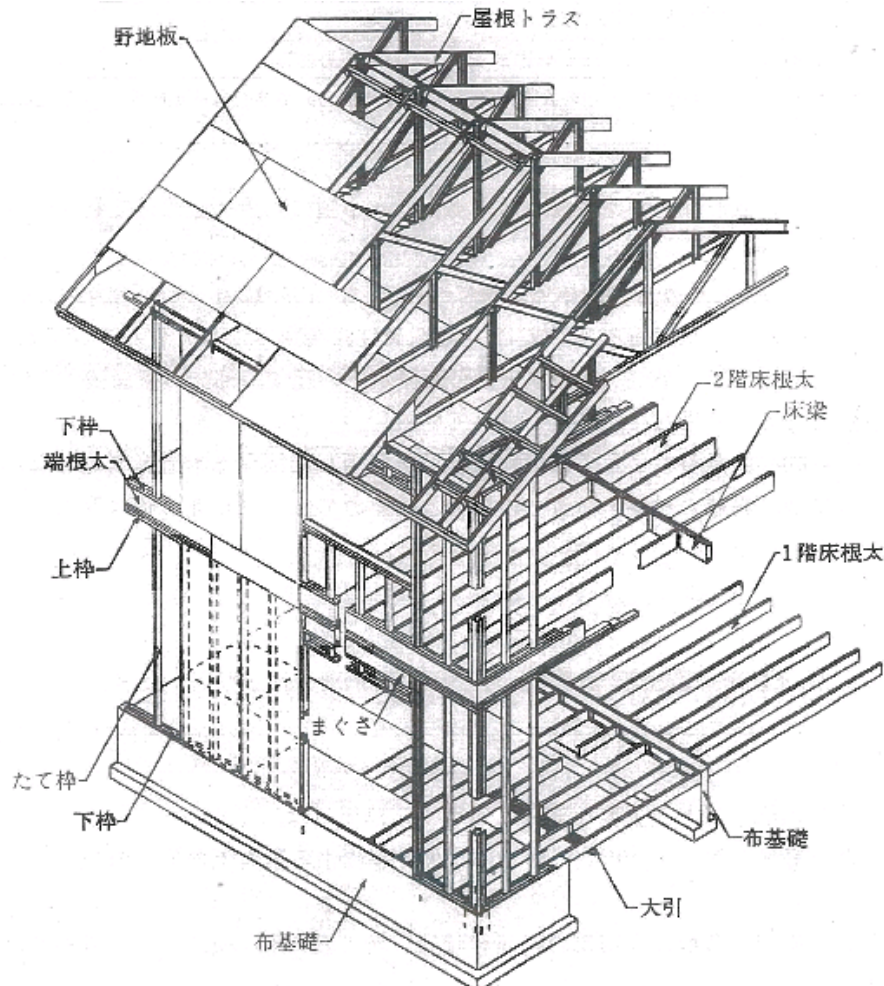 屋根トラス
野地板
2階床根太
床梁
下枠
端根太
上枠
1階床根太
まぐさ
たて枠
下枠
布基礎
大引
布基礎